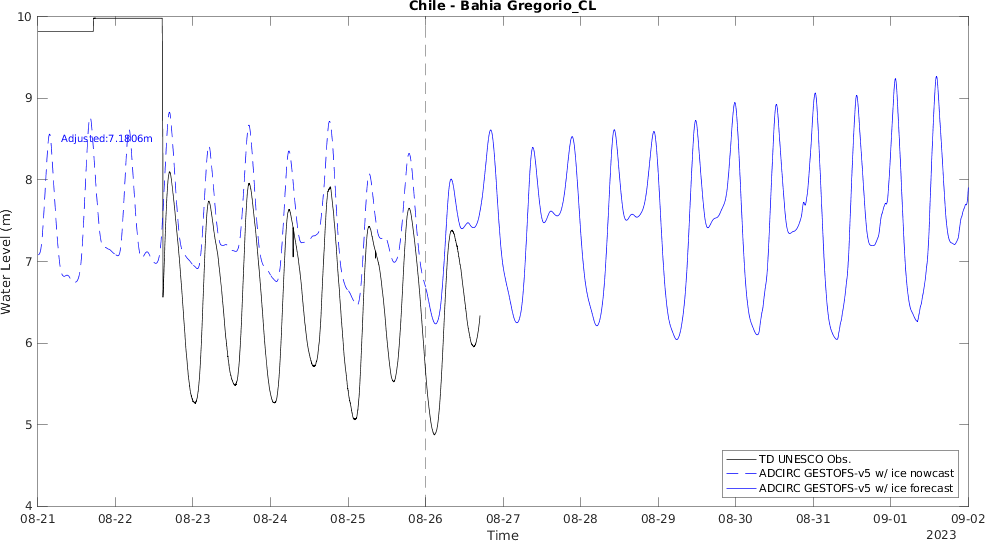 Chile - Bahia Gregorio_CL
10
9
8
7
6
5
4
Water Level (m)
Adjusted:7.1806m
TD UNESCO Obs.
ADCIRC GESTOFS-v5 w/ ice nowcast
ADCIRC GESTOFS-v5 w/ ice forecast
08-21 08-22 08-23 08-24 08-25 08-26 08-27 08-28 08-29 08-30 08-31 09-01 09-02
Time
2023